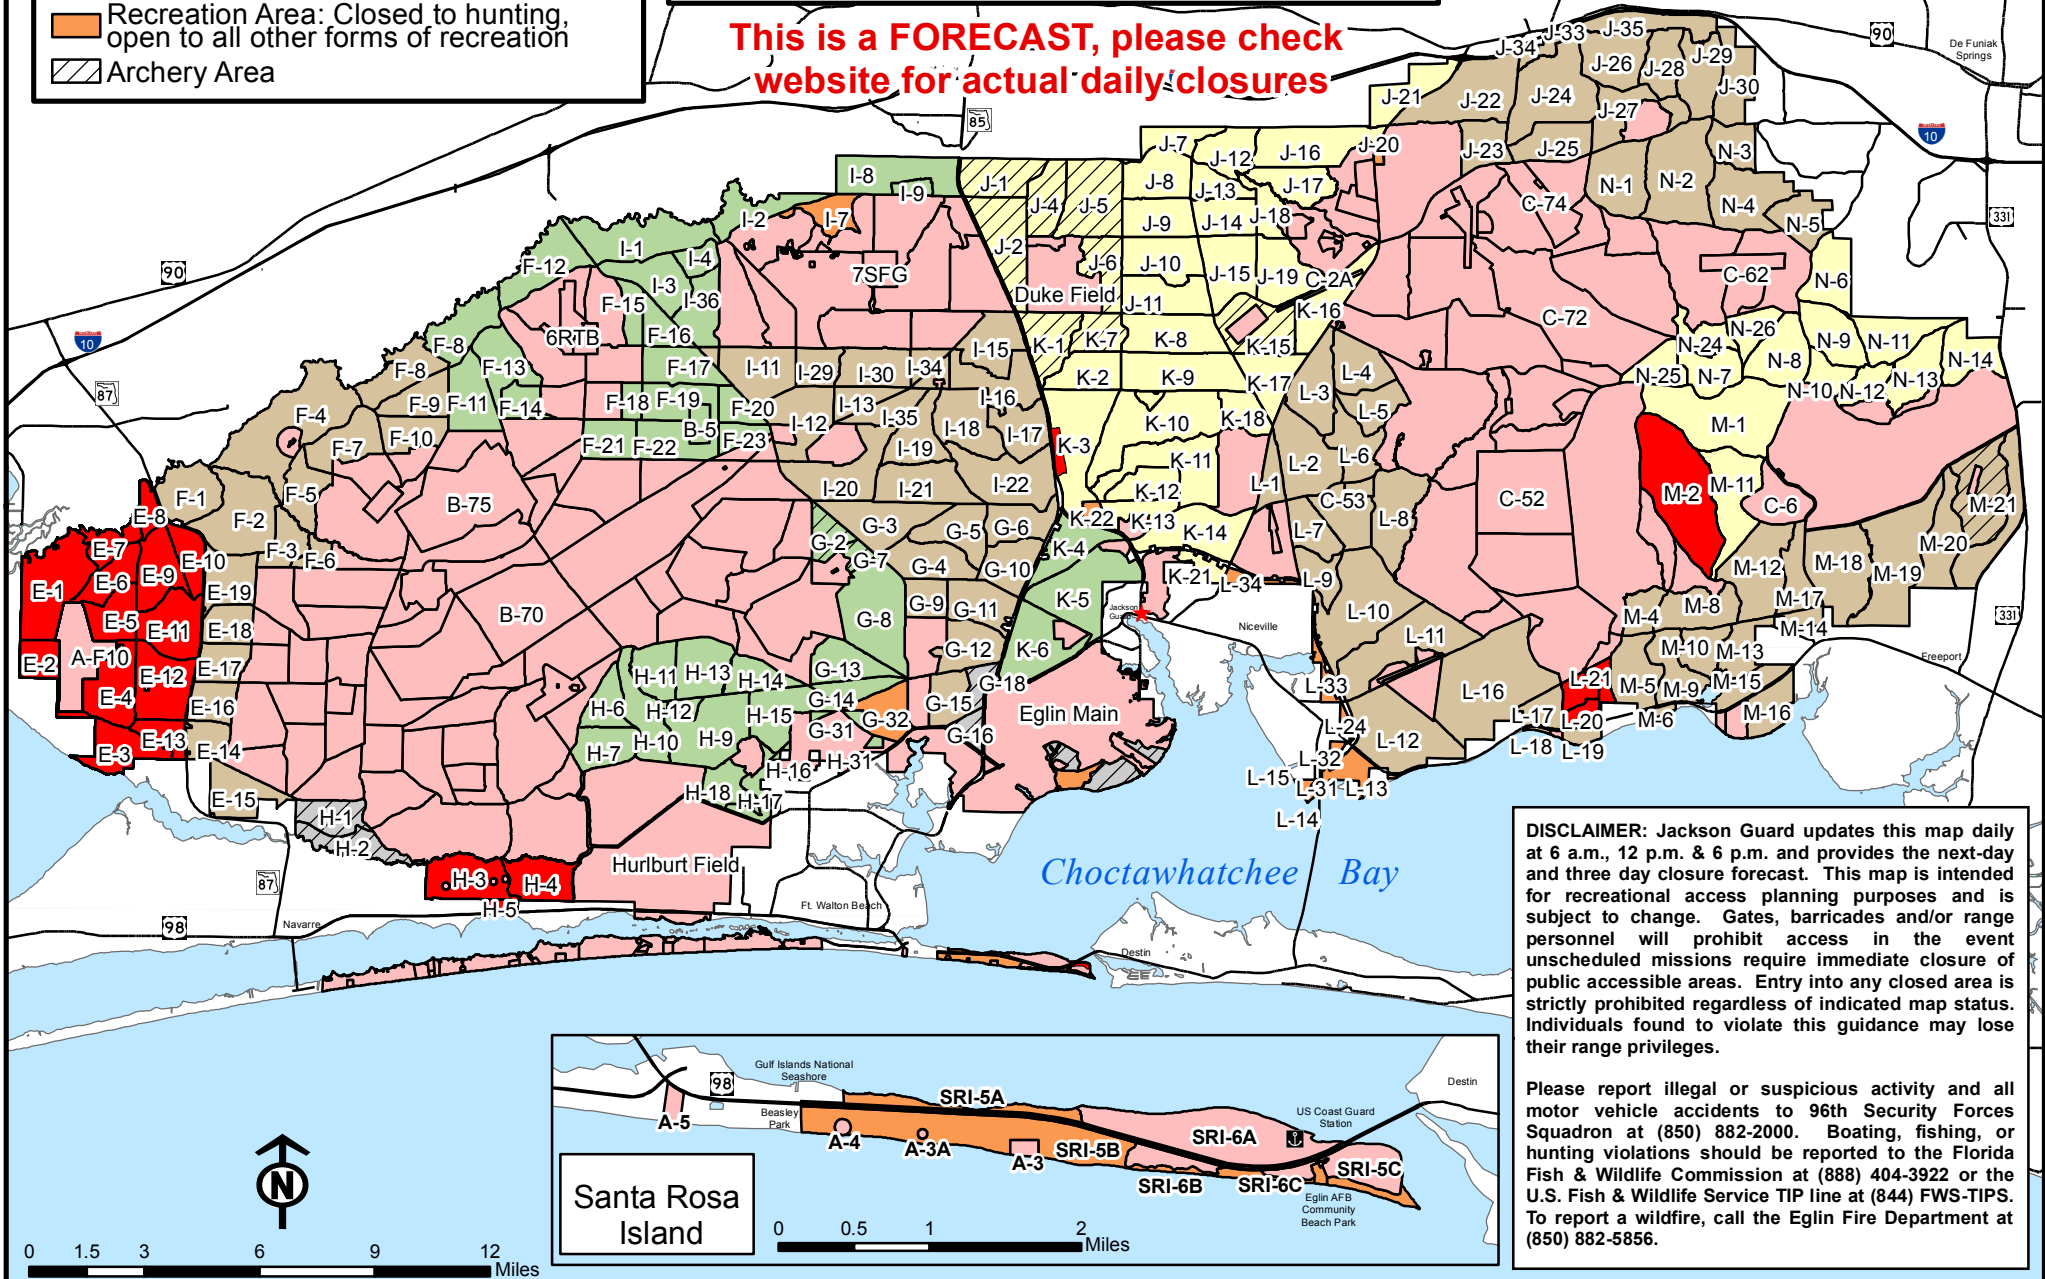 Recreation Area: Closed to hunting,
open to all other forms of recreation
Archery Area
This is a FORECAST, please check
website for actual daily closures
90
De Funiak
Springs
J-33 J-35
J-34
J-29
J-26 J-28
J-30
J-21 J-22 J-24
J-27
85
10
J-7
J-12 J-16 J-20 J-23 J-25 N-3
I-8 I-9 J-1 J-8 J-13 J-17 N-1 N-2
J-4 J-5 C-74 N-4
I-2 I-7 J-9 J-14 J-18 N-5 331
I-1 J-2
F-12 I-4 J-6 J-10
90 7SFG J-15 J-19 C-2A C-62 N-6
I-3 I-36 Duke Field
F-15 J-11 K-16
C-72
10 F-8 6RTB F-16 K-1 K-7 K-8 K-15 N-26 N-9 N-11
I-15 N-24 N-8 N-14
F-8 F-13 F-17 I-11 I-29 I-30 I-34 K-2 K-9 K-17 L-4 N-25 N-7
87 L-3 N-10 N-12 N-13
F-9 F-11 F-14 F-18 F-19 F-20 I-13 I-16 L-5
F-4 I-12 I-35 K-10 K-18 M-1
F-7 F-10 F-21 F-22 B-5 F-23 I-18 I-17 K-3
I-19 L-2 L-6
K-11
F-1 F-5 I-20 I-21 I-22 K-12 L-1 M-2 M-11
B-75 C-53 C-52 C-6 M-21
E-8 F-2 G-3 G-5 G-6 K-22 K-13 L-7 L-8
K-14
E-7 F-3 F-6 G-2 G-7 K-4 M-20
E-10
E-6 E-9 G-4 G-10 K-21 L-34 L-9 M-12 M-18 M-19
E-1 E-19
E-5 B-70 G-9 G-11 K-5 Jackson
Guard L-10 M-8 M-17
E-11 E-18 G-8 Niceville M-4 M-14 331
A-F10 L-11
E-2 E-17 H-11 H-13 H-14 G-13 G-12 K-6 M-10 M-13 Freeport
E-12
E-4 G-18 L-33 L-16 L-21 M-5 M-9 M-15
E-16 H-6 H-12 G-14 G-15 Eglin Main
H-15 G-32 L-24 L-17 L-20 M-6 M-16
E-13 H-10 H-9 G-31 G-16 L-12
E-3 E-14 H-7 H-31 L-32 L-18 L-19
H-16 L-15
E-15 H-18 H-17 L-31 L-13
H-1 L-14
H-2
Hurlburt Field
H-3 H-4
87
H-5
Choctawhatchee Bay
Ft. Walton Beach
98 Navarre
Destin
DISCLAIMER: Jackson Guard updates this map daily
at 6 a.m., 12 p.m. & 6 p.m. and provides the next-day
and three day closure forecast. This map is intended
for recreational access planning purposes and is
subject to change. Gates, barricades and/or range
personnel will prohibit access in the event
unscheduled missions require immediate closure of
public accessible areas. Entry into any closed area is
strictly prohibited regardless of indicated map status.
Individuals found to violate this guidance may lose
their range privileges.
Please report illegal or suspicious activity and all
motor vehicle accidents to 96th Security Forces
Squadron at (850) 882-2000. Boating, fishing, or
hunting violations should be reported to the Florida
Fish & Wildlife Commission at (888) 404-3922 or the
U.S. Fish & Wildlife Service TIP line at (844) FWS-TIPS.
To report a wildfire, call the Eglin Fire Department at
(850) 882-5856.
Gulf Islands National
Seashore
98
Destin
SRI-5A
Beasley
Park
US Coast Guard
Station
A-5
A-4 A-3A A-3 SRI-5B SRI-6A
SRI-5C
SRI-6B SRI-6C
Eglin AFB
Community
Beach Park
Santa Rosa
Island
0 0.5 1 2
Miles
N
0 1.5 3 6 9 12
Miles